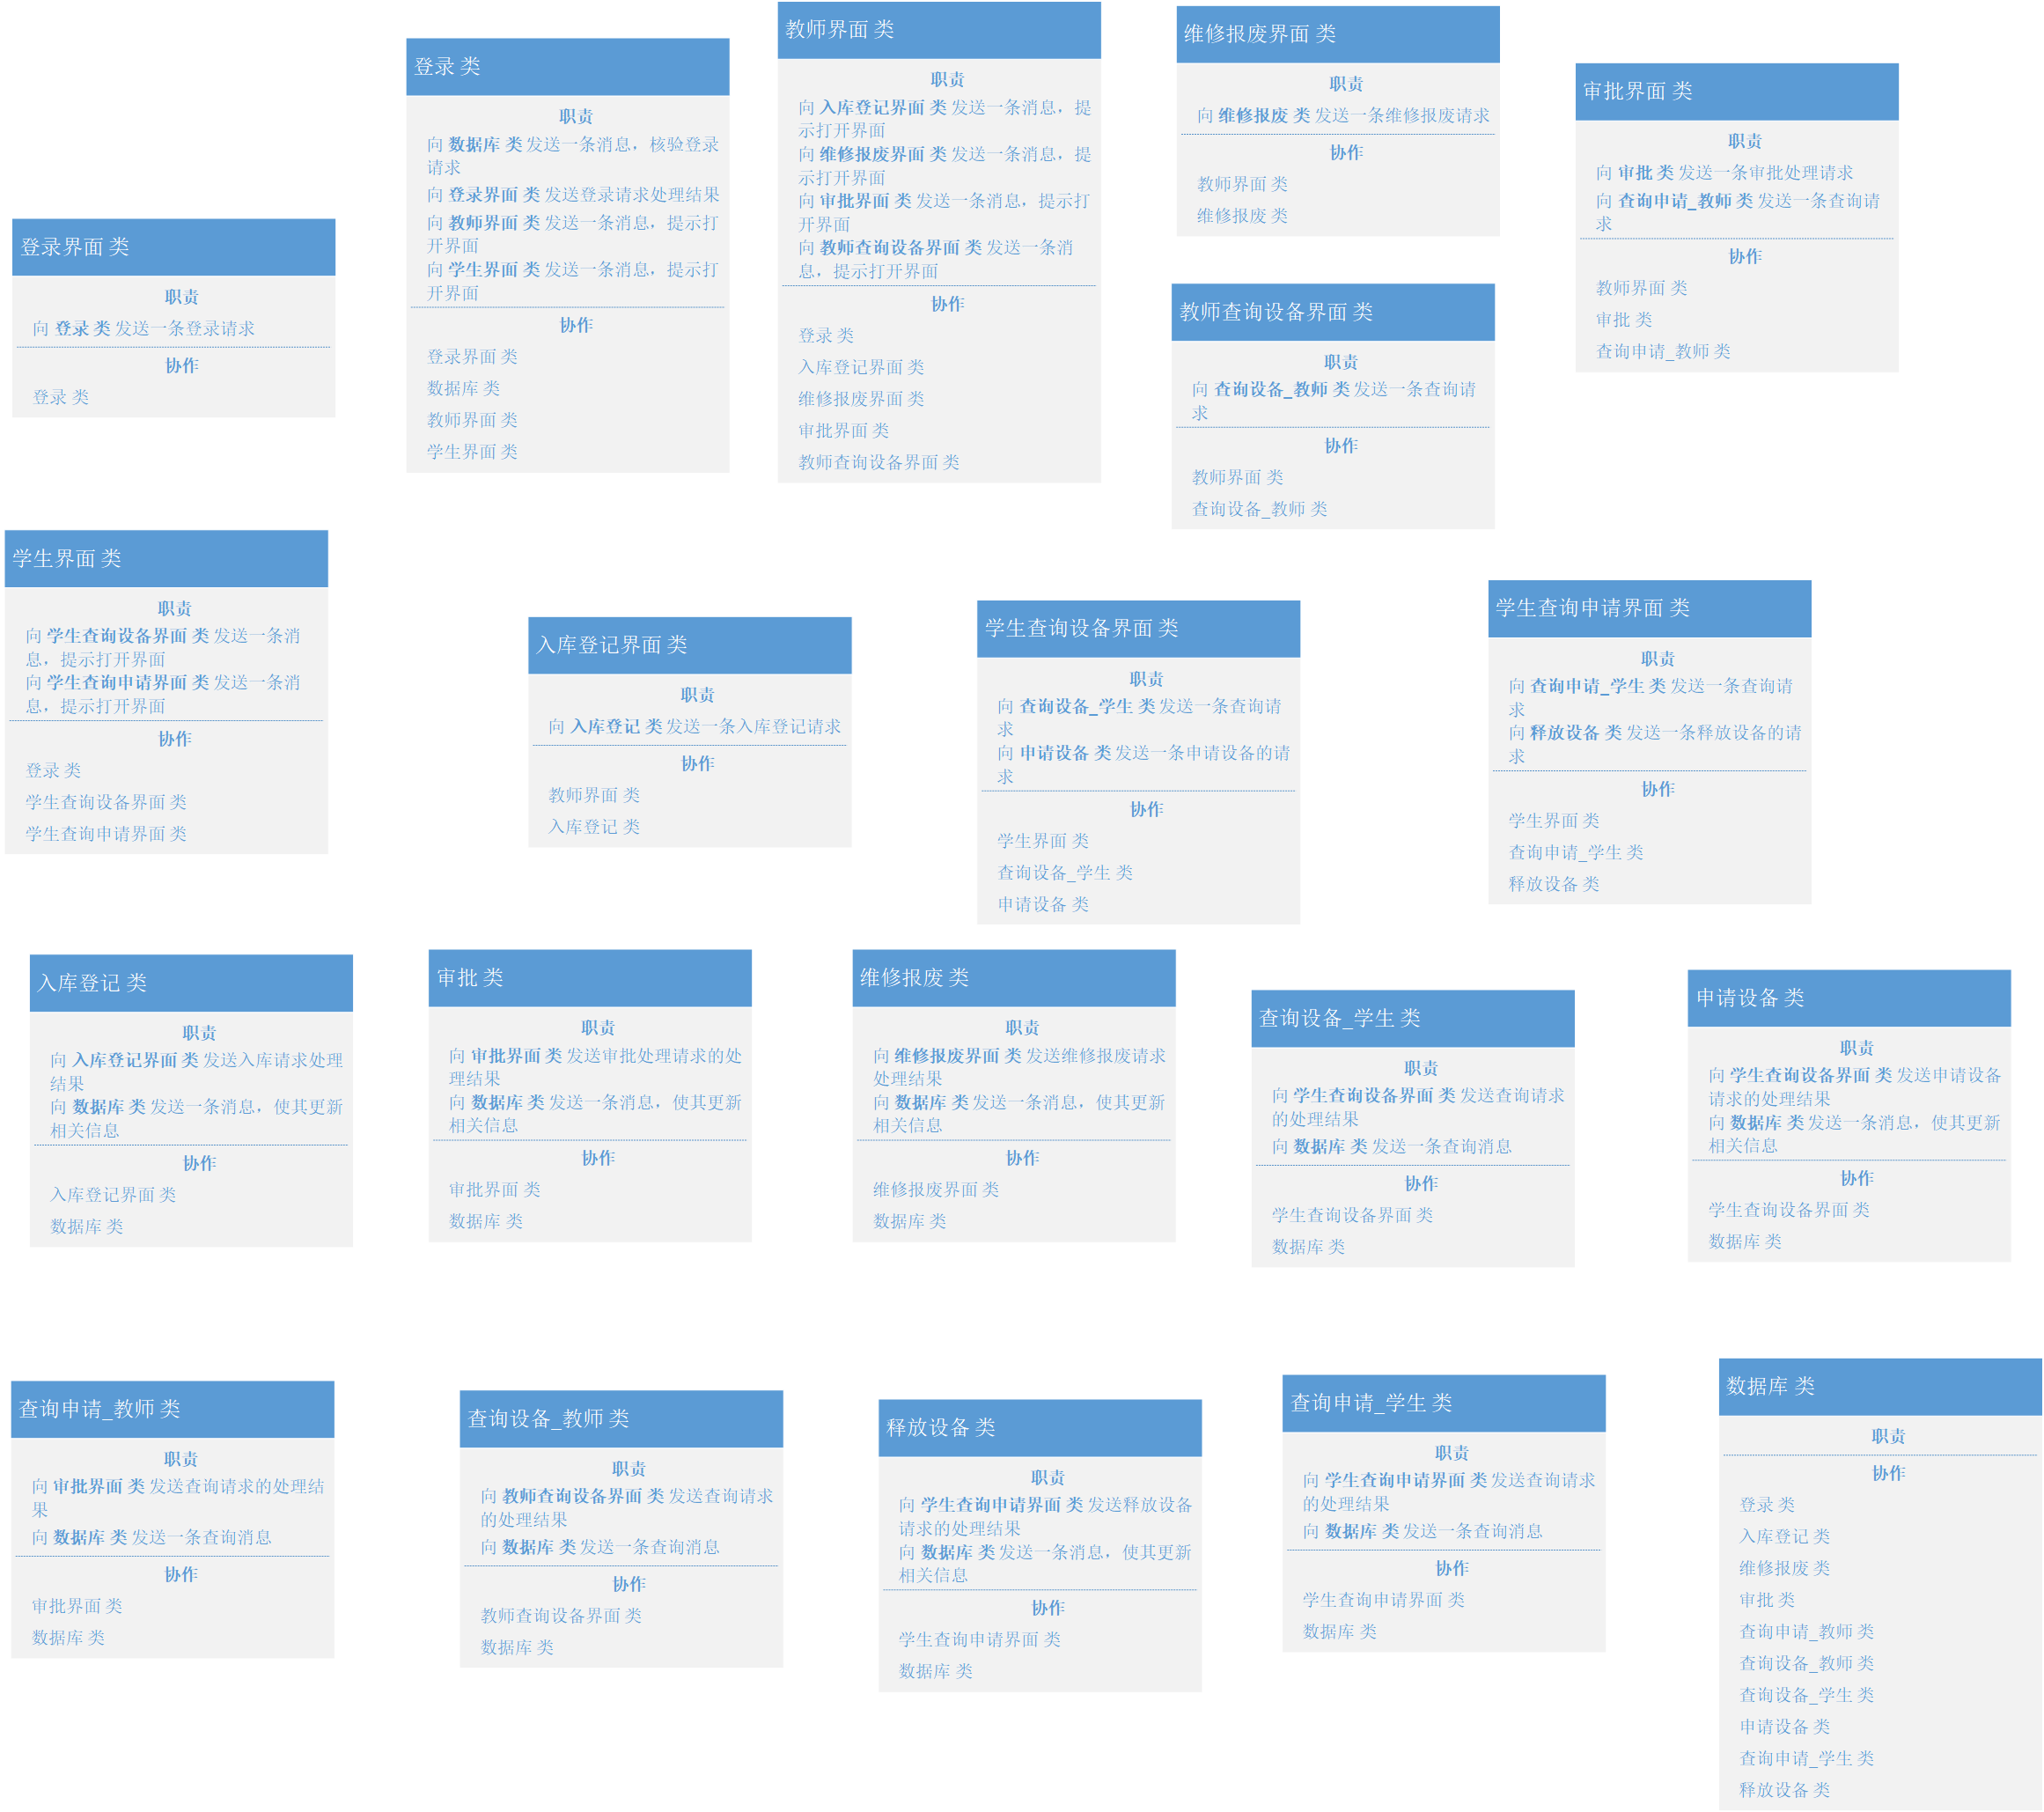 登录界面 类
职责
向 登录 类 发送一条登录请求
协作
登录 类
登录 类
职责
向 数据库 类 发送一条消息，核验登录
请求
向 登录界面 类 发送登录请求处理结果
向 教师界面 类 发送一条消息，提示打
开界面
向 学生界面 类 发送一条消息，提示打
开界面
协作
登录界面 类
数据库 类
教师界面 类
学生界面 类
教师界面 类
职责
向 入库登记界面 类 发送一条消息，提
示打开界面
向 维修报废界面 类 发送一条消息，提
示打开界面
向 审批界面 类 发送一条消息，提示打
开界面
向 教师查询设备界面 类 发送一条消
息，提示打开界面
协作
登录 类
入库登记界面 类
维修报废界面 类
审批界面 类
教师查询设备界面 类
维修报废界面 类
职责
向 维修报废 类 发送一条维修报废请求
协作
教师界面 类
维修报废 类
教师查询设备界面 类
职责
向 查询设备_教师 类 发送一条查询请
求
协作
教师界面 类
查询设备_教师 类
审批界面 类
职责
向 审批 类 发送一条审批处理请求
向 查询申请_教师 类 发送一条查询请
求
协作
教师界面 类
审批 类
查询申请_教师 类
学生界面 类
职责
向 学生查询设备界面 类 发送一条消
息，提示打开界面
向 学生查询申请界面 类 发送一条消
息，提示打开界面
协作
登录 类
学生查询设备界面 类
学生查询申请界面 类
入库登记界面 类
职责
向 入库登记 类 发送一条入库登记请求
协作
教师界面 类
入库登记 类
学生查询设备界面 类
职责
向 查询设备_学生 类 发送一条查询请
求
向 申请设备 类 发送一条申请设备的请
求
协作
学生界面 类
查询设备_学生 类
申请设备 类
学生查询申请界面 类
职责
向 查询申请_学生 类 发送一条查询请
求
向 释放设备 类 发送一条释放设备的请
求
协作
学生界面 类
查询申请_学生 类
释放设备 类
入库登记 类
职责
向 入库登记界面 类 发送入库请求处理
结果
向 数据库 类 发送一条消息，使其更新
相关信息
协作
入库登记界面 类
数据库 类
审批 类
职责
向 审批界面 类 发送审批处理请求的处
理结果
向 数据库 类 发送一条消息，使其更新
相关信息
协作
审批界面 类
数据库 类
维修报废 类
职责
向 维修报废界面 类 发送维修报废请求
处理结果
向 数据库 类 发送一条消息，使其更新
相关信息
协作
维修报废界面 类
数据库 类
查询设备_学生 类
职责
向 学生查询设备界面 类 发送查询请求
的处理结果
向 数据库 类 发送一条查询消息
协作
学生查询设备界面 类
数据库 类
申请设备 类
职责
向 学生查询设备界面 类 发送申请设备
请求的处理结果
向 数据库 类 发送一条消息，使其更新
相关信息
协作
学生查询设备界面 类
数据库 类
查询申请_教师 类
职责
向 审批界面 类 发送查询请求的处理结
果
向 数据库 类 发送一条查询消息
协作
审批界面 类
数据库 类
查询设备_教师 类
职责
向 教师查询设备界面 类 发送查询请求
的处理结果
向 数据库 类 发送一条查询消息
协作
教师查询设备界面 类
数据库 类
释放设备 类
职责
向 学生查询申请界面 类 发送释放设备
请求的处理结果
向 数据库 类 发送一条消息，使其更新
相关信息
协作
学生查询申请界面 类
数据库 类
查询申请_学生 类
职责
向 学生查询申请界面 类 发送查询请求
的处理结果
向 数据库 类 发送一条查询消息
协作
学生查询申请界面 类
数据库 类
数据库 类
职责
协作
登录 类
入库登记 类
维修报废 类
审批 类
查询申请_教师 类
查询设备_教师 类
查询设备_学生 类
申请设备 类
查询申请_学生 类
释放设备 类